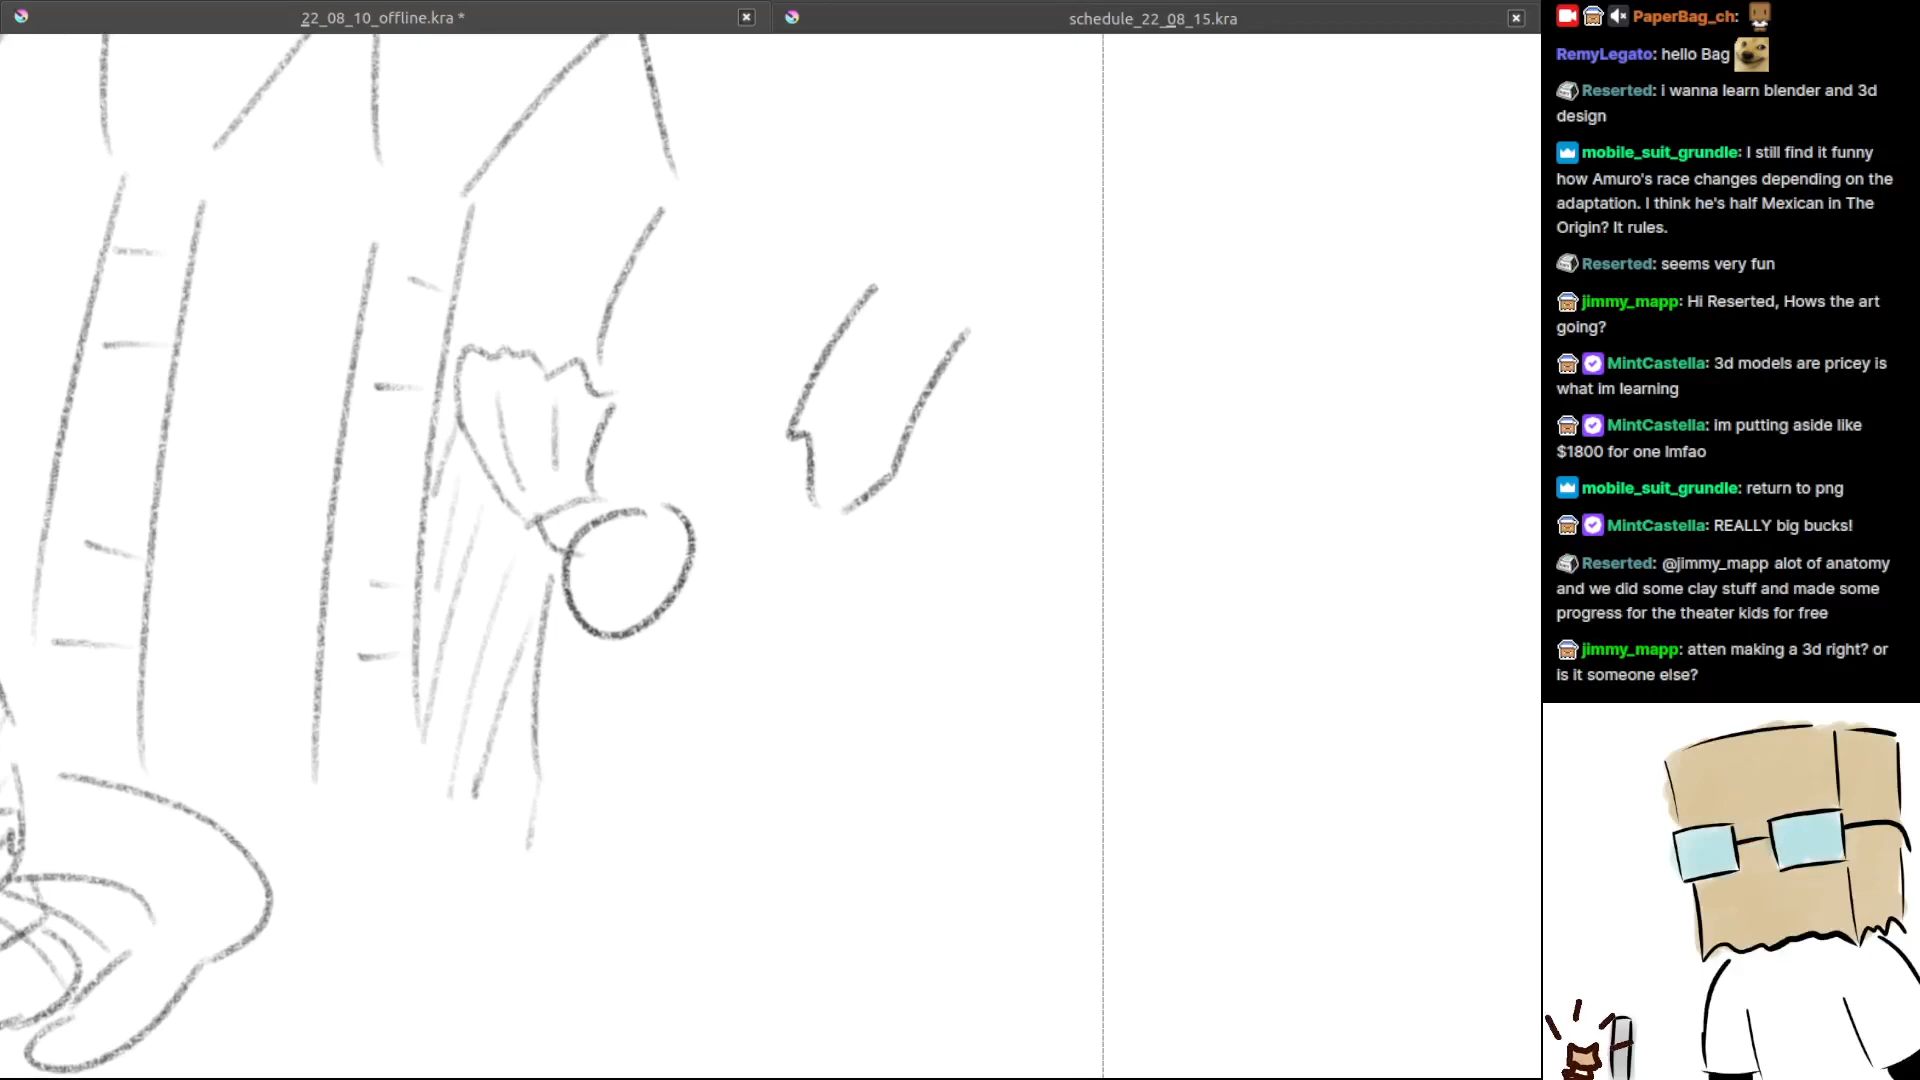 22_08_10_offline.kra *
schedule_22_08_15.kra
PaperBag_ch:
RemyLegato: hello Bag
Reserted: i wanna learn blender and 3d
design
mobile_suit_grundle: I still find it funny
how Amuro's race changes depending on the
adaptation. I think he's half Mexican in The
Origin? It rules.
Reserted: seems very fun
jimmy_mapp: Hi Reserted, Hows the art
going?
MintCastella: 3d models are pricey is
what im learning
MintCastella: im putting aside like
$1800 for one lmfao
mobile_suit_grundle: return to png
MintCastella: REALLY big bucks!
Reserted: @jimmy_mapp alot of anatomy
and we did some clay stuff and made some
progress for the theater kids for free
jimmy_mapp: atten making a 3d right? or
is it someone else?